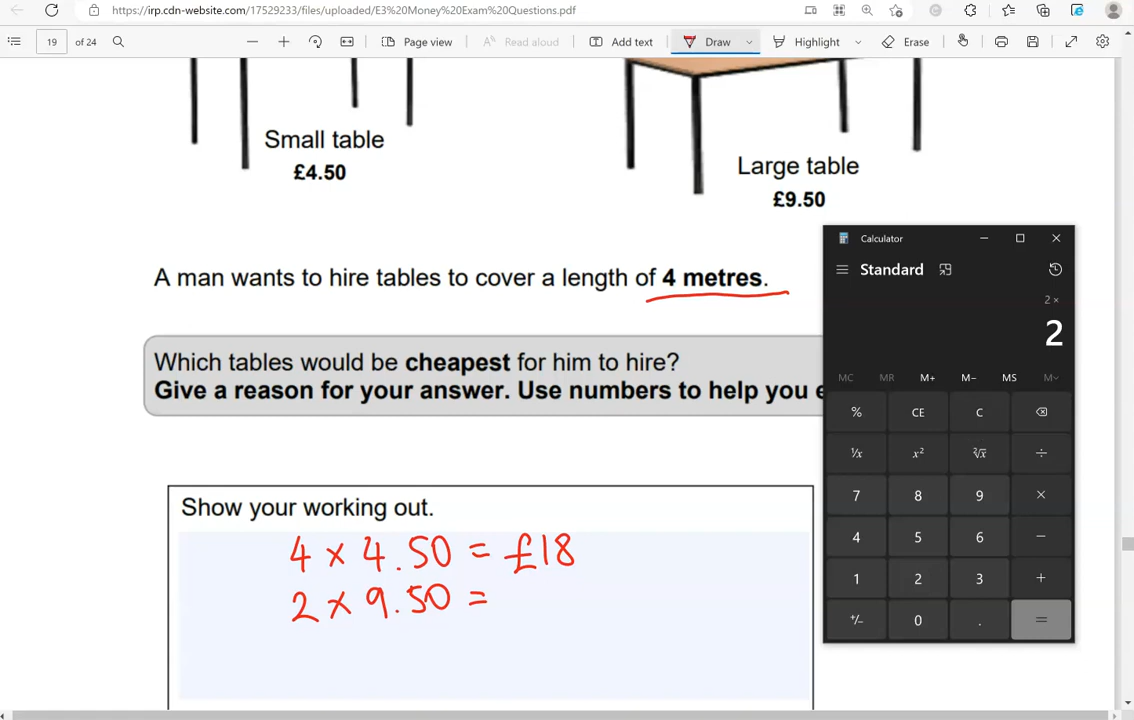 https://irp.cdn-website.com/17529233/files/uploaded/E3%20Money%20Exam%20Questions.pdf
19 of 24
Page view
Read aloud
Add text
Draw
Highlight
Erase
Small table
£4.50
Large table
£9.50
A man wants to hire tables to cover a length of 4 metres.
Which tables would be cheapest for him to hire?
Give a reason for your answer. Use numbers to help you e
Show your working out.
4 × 4.50 = £18
2 × 9.50 =
Calculator
Standard
2 ×
2
MC MR M+ M− MS M
% CE C
¹/x x² ²√x ÷
7 8 9 ×
4 5 6 −
1 2 3 +
+/− 0 . =